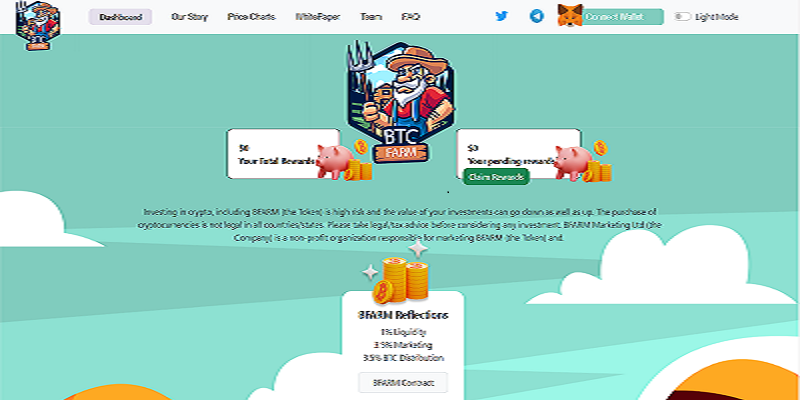 Dashboard Our Story Price Charts WhitePaper Team FAQ Connect Wallet Light Mode
BTC
FARM
BTC
FARM
$0
Your Total Rewards
$0
Your pending rewards
Claim Rewards
Investing in crypto, including BFARM (the Token) is high risk and the value of your investments can go down as well as up. The purchase of
cryptocurrencies is not legal in all countries/states. Please take legal/tax advice before considering any investment. BFARM Marketing Ltd (the
Company) is a non-profit organization responsible for marketing BFARM (the Token) and.
BFARM Reflections
1% Liquidity
3.5% Marketing
3.5% BTC Distribution
BFARM Contract